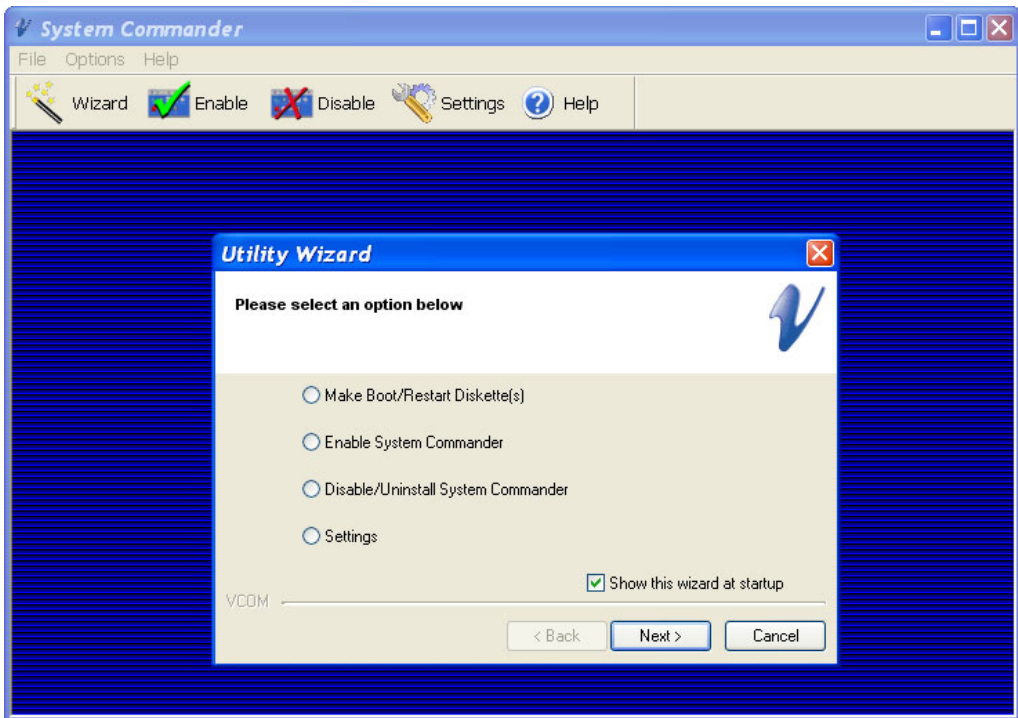 System Commander
File Options Help
Wizard Enable Disable Settings Help
Utility Wizard
Please select an option below
Make Boot/Restart Diskette(s)
Enable System Commander
Disable/Uninstall System Commander
Settings
Show this wizard at startup
VCOM
< Back Next > Cancel